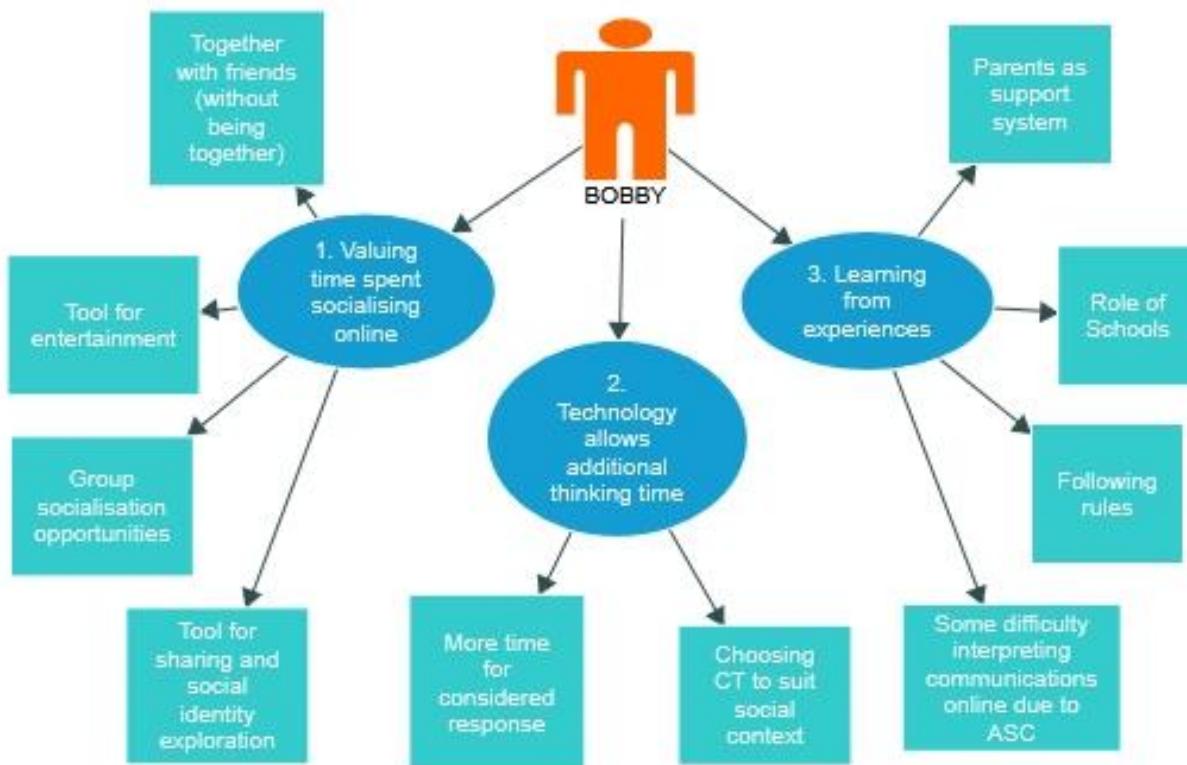 BOBBY
1. Valuing
time spent
socialising
online
Together
with friends
(without
being
together)
Tool for
entertainment
Group
socialisation
opportunities
Tool for
sharing and
social
identity
exploration
2.
Technology
allows
additional
thinking time
More time
for
considered
response
Choosing
CT to suit
social
context
3. Learning
from
experiences
Parents as
support
system
Role of
Schools
Following
rules
Some difficulty
interpreting
communications
online due to
ASC